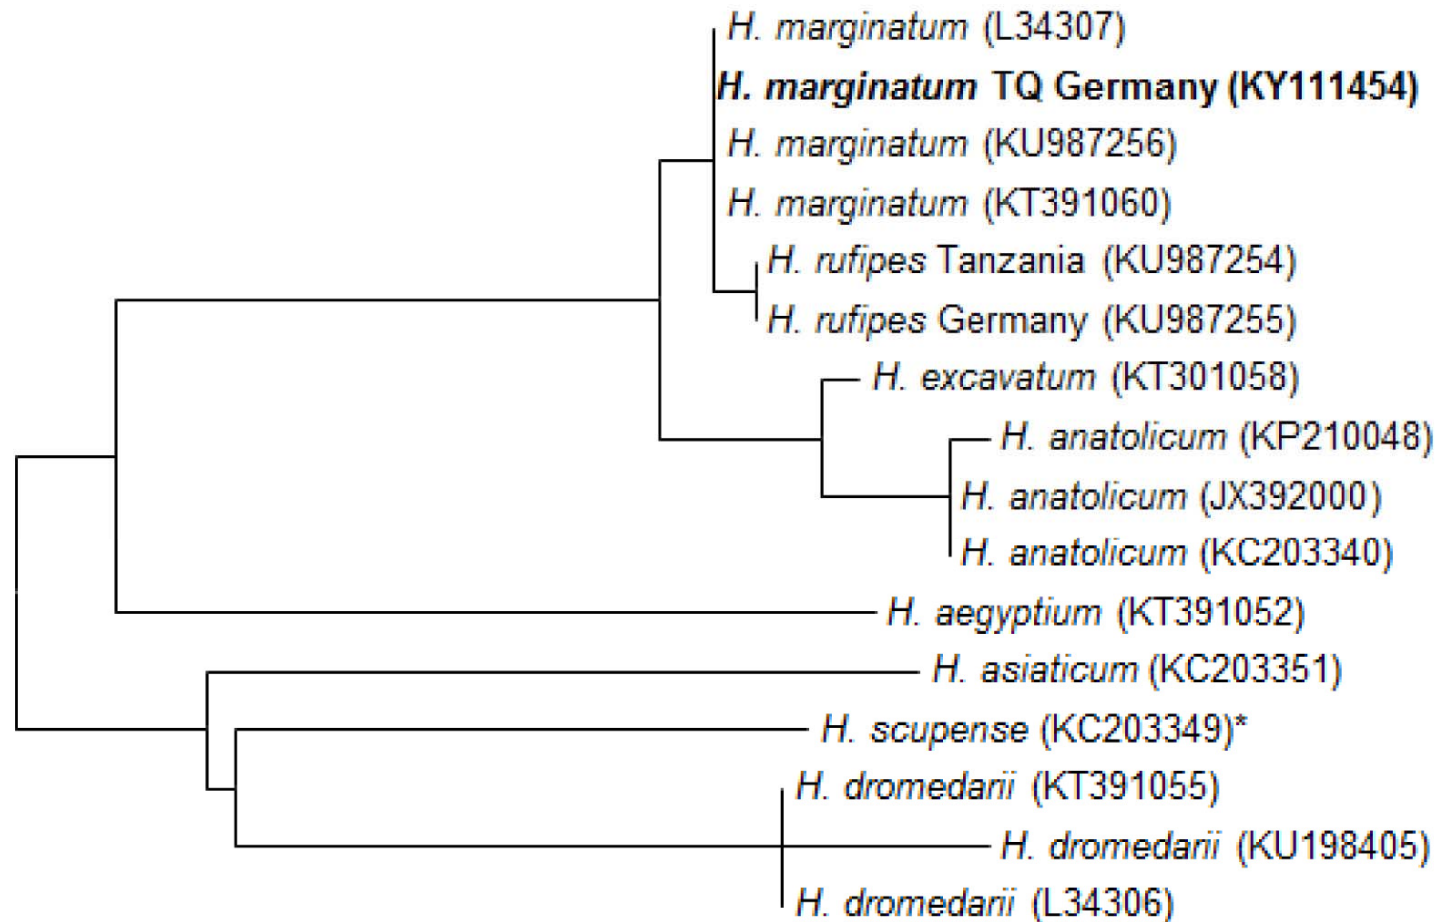 H. marginatum (L34307)
H. marginatum TQ Germany (KY111454)
H. marginatum (KU987256)
H. marginatum (KT391060)
H. rufipes Tanzania (KU987254)
H. rufipes Germany (KU987255)
H. excavatum (KT301058)
H. anatolicum (KP210048)
H. anatolicum (JX392000)
H. anatolicum (KC203340)
H. aegyptium (KT391052)
H. asiaticum (KC203351)
H. scupense (KC203349)*
H. dromedarii (KT391055)
H. dromedarii (KU198405)
H. dromedarii (L34306)